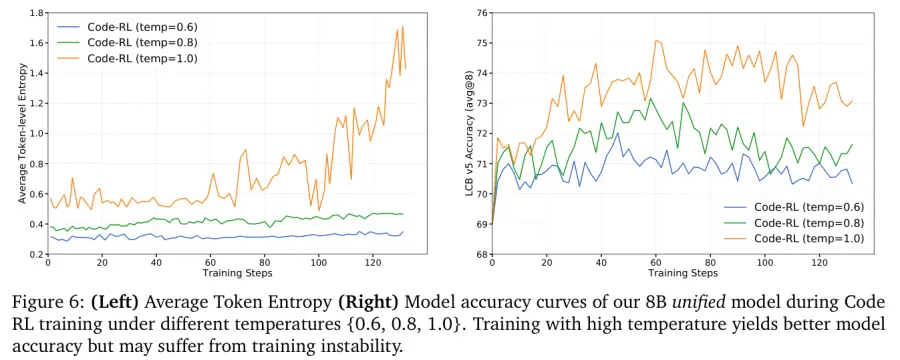 1.8
1.6
1.4
1.2
1.0
0.8
0.6
0.4
0.2
Average Token-level Entropy
Code-RL (temp=0.6)
Code-RL (temp=0.8)
Code-RL (temp=1.0)
0 20 40 60 80 100 120
Training Steps
76
75
74
73
72
71
70
69
68
LCB v5 Accuracy (avg@8)
Code-RL (temp=0.6)
Code-RL (temp=0.8)
Code-RL (temp=1.0)
0 20 40 60 80 100 120
Training Steps
Figure 6: (Left) Average Token Entropy (Right) Model accuracy curves of our 8B unified model during Code
RL training under different temperatures {0.6, 0.8, 1.0}. Training with high temperature yields better model
accuracy but may suffer from training instability.